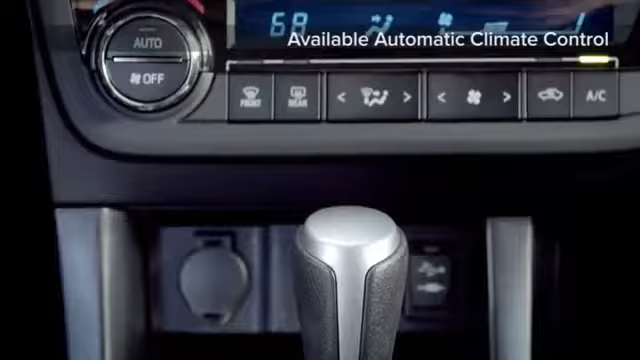 68
Available Automatic Climate Control
AUTO
OFF
FRONT
REAR
< >
< >
A/C